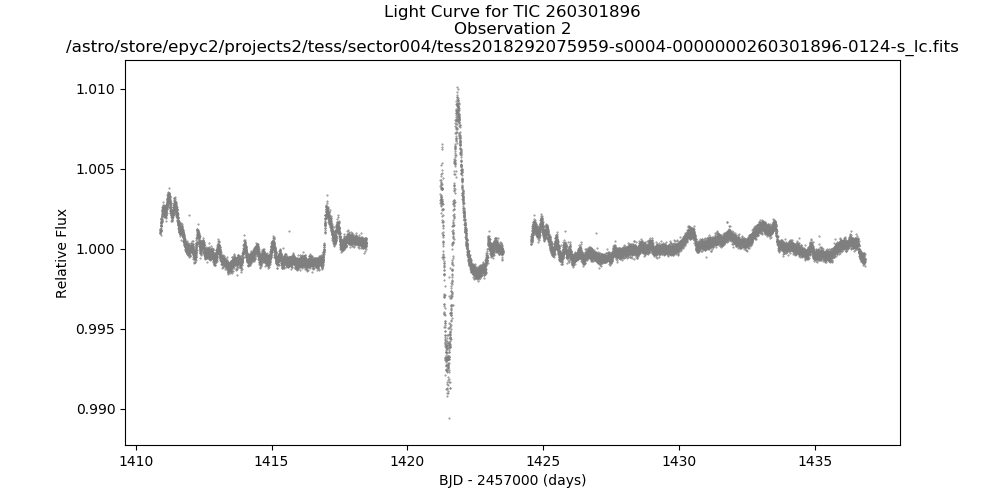 Light Curve for TIC 260301896
Observation 2
/astro/store/epyc2/projects2/tess/sector004/tess2018292075959-s0004-0000000260301896-0124-s_lc.fits
1.010
1.005
1.000
0.995
0.990
Relative Flux
1410 1415 1420 1425 1430 1435
BJD - 2457000 (days)